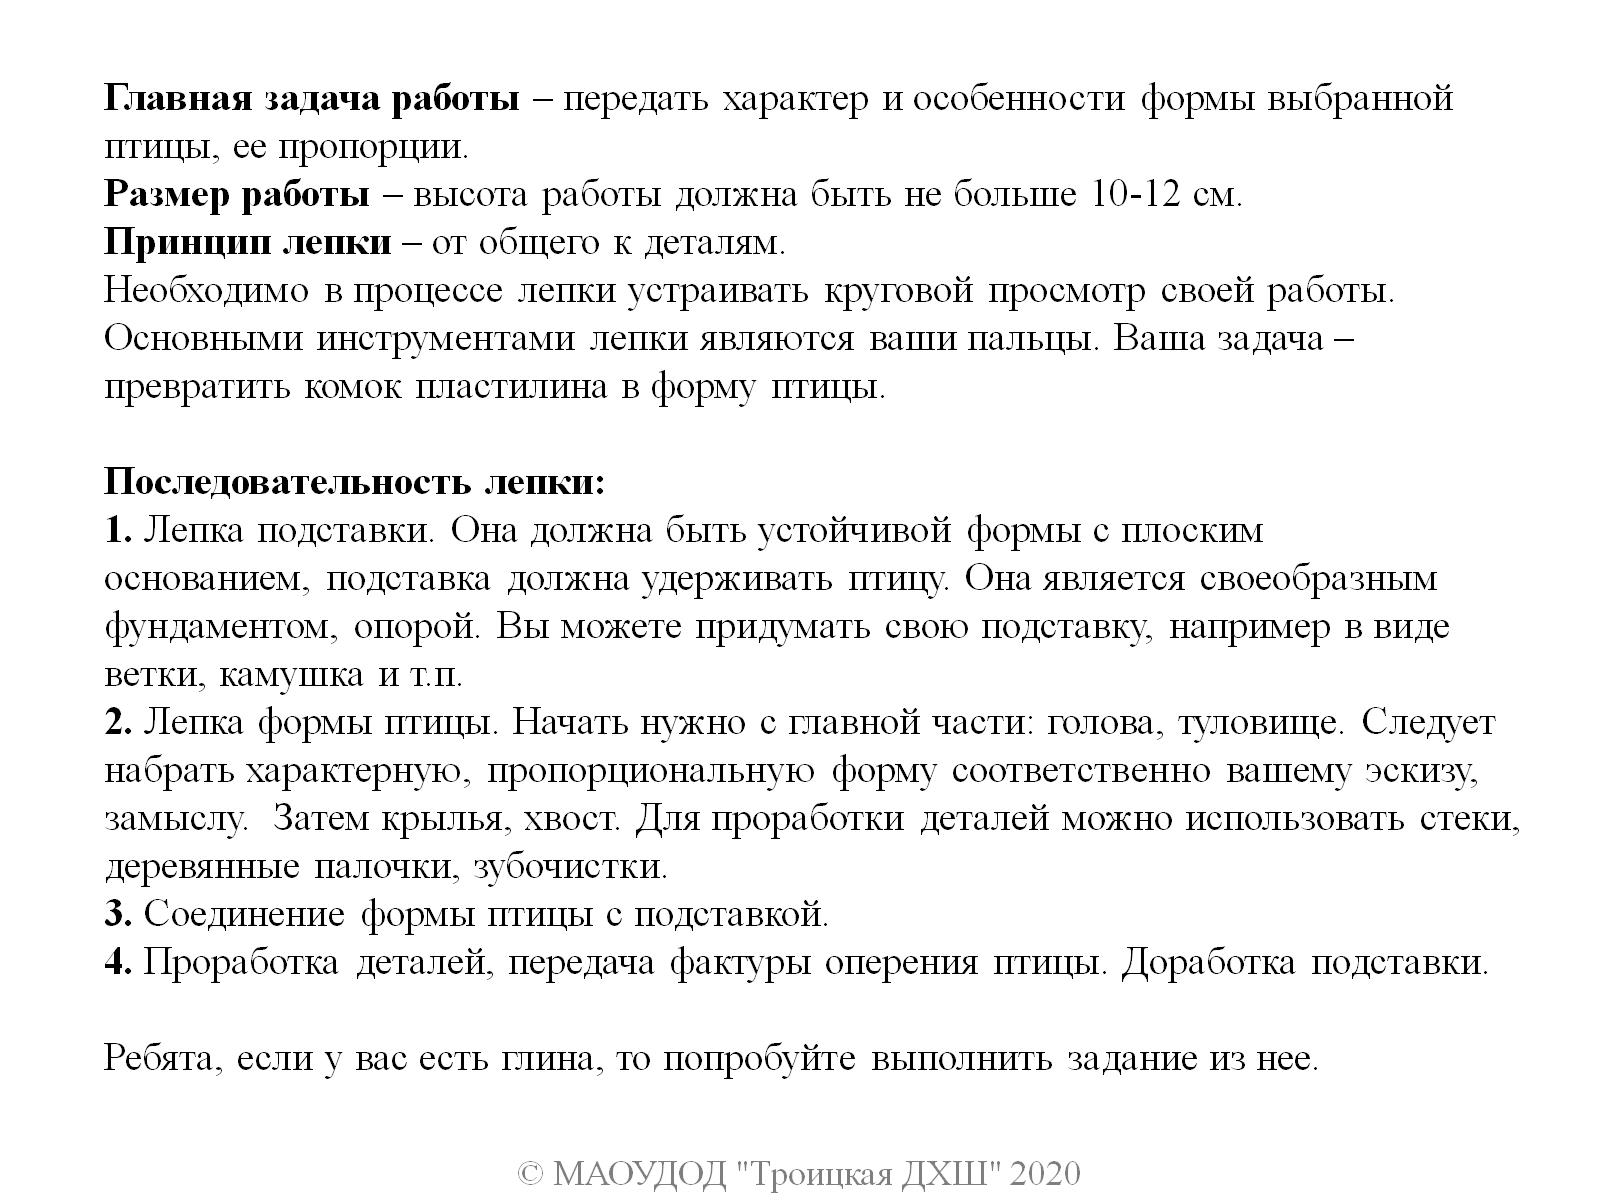 Главная задача работы – передать характер и особенности формы выбранной
птицы, ее пропорции.
Размер работы – высота работы должна быть не больше 10-12 см.
Принцип лепки – от общего к деталям.
Необходимо в процессе лепки устраивать круговой просмотр своей работы.
Основными инструментами лепки являются ваши пальцы. Ваша задача –
превратить комок пластилина в форму птицы.
Последовательность лепки:
1. Лепка подставки. Она должна быть устойчивой формы с плоским
основанием, подставка должна удерживать птицу. Она является своеобразным
фундаментом, опорой. Вы можете придумать свою подставку, например в виде
ветки, камушка и т.п.
2. Лепка формы птицы. Начать нужно с главной части: голова, туловище. Следует
набрать характерную, пропорциональную форму соответственно вашему эскизу,
замыслу. Затем крылья, хвост. Для проработки деталей можно использовать стеки,
деревянные палочки, зубочистки.
3. Соединение формы птицы с подставкой.
4. Проработка деталей, передача фактуры оперения птицы. Доработка подставки.
Ребята, если у вас есть глина, то попробуйте выполнить задание из нее.
© МАОУДОД "Троицкая ДХШ" 2020